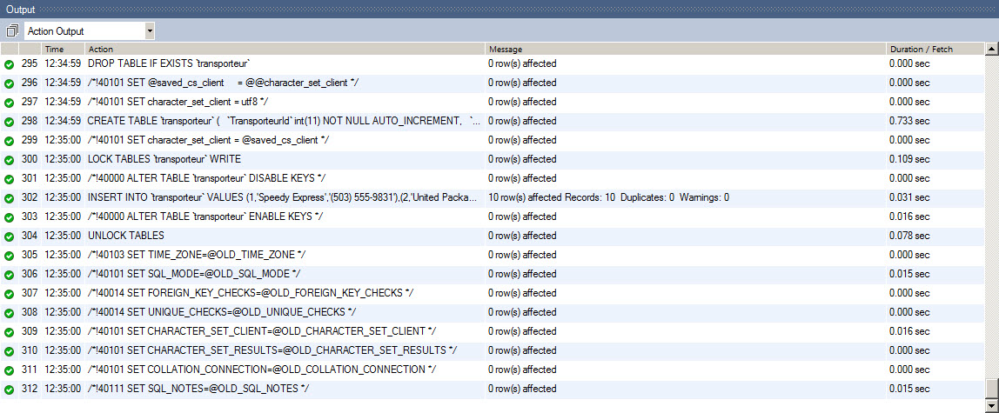 Output
Action Output
Time Action Message Duration / Fetch
295 12:34:59 DROP TABLE IF EXISTS `transporteur` 0 row(s) affected 0.000 sec
296 12:34:59 /*!40101 SET @saved_cs_client     = @@character_set_client */ 0 row(s) affected 0.000 sec
297 12:34:59 /*!40101 SET character_set_client = utf8 */ 0 row(s) affected 0.000 sec
298 12:34:59 CREATE TABLE `transporteur` (   `TransporteurId` int(11) NOT NULL AUTO_INCREMENT,   `... 0 row(s) affected 0.733 sec
299 12:35:00 /*!40101 SET character_set_client = @saved_cs_client */ 0 row(s) affected 0.000 sec
300 12:35:00 LOCK TABLES `transporteur` WRITE 0 row(s) affected 0.109 sec
301 12:35:00 /*!40000 ALTER TABLE `transporteur` DISABLE KEYS */ 0 row(s) affected 0.000 sec
302 12:35:00 INSERT INTO `transporteur` VALUES (1,'Speedy Express','(503) 555-9831'),(2,'United Packa... 10 row(s) affected Records: 10  Duplicates: 0  Warnings: 0 0.031 sec
303 12:35:00 /*!40000 ALTER TABLE `transporteur` ENABLE KEYS */ 0 row(s) affected 0.016 sec
304 12:35:00 UNLOCK TABLES 0 row(s) affected 0.078 sec
305 12:35:00 /*!40103 SET TIME_ZONE=@OLD_TIME_ZONE */ 0 row(s) affected 0.000 sec
306 12:35:00 /*!40101 SET SQL_MODE=@OLD_SQL_MODE */ 0 row(s) affected 0.015 sec
307 12:35:00 /*!40014 SET FOREIGN_KEY_CHECKS=@OLD_FOREIGN_KEY_CHECKS */ 0 row(s) affected 0.000 sec
308 12:35:00 /*!40014 SET UNIQUE_CHECKS=@OLD_UNIQUE_CHECKS */ 0 row(s) affected 0.000 sec
309 12:35:00 /*!40101 SET CHARACTER_SET_CLIENT=@OLD_CHARACTER_SET_CLIENT */ 0 row(s) affected 0.016 sec
310 12:35:00 /*!40101 SET CHARACTER_SET_RESULTS=@OLD_CHARACTER_SET_RESULTS */ 0 row(s) affected 0.000 sec
311 12:35:00 /*!40101 SET COLLATION_CONNECTION=@OLD_COLLATION_CONNECTION */ 0 row(s) affected 0.000 sec
312 12:35:00 /*!40111 SET SQL_NOTES=@OLD_SQL_NOTES */ 0 row(s) affected 0.015 sec